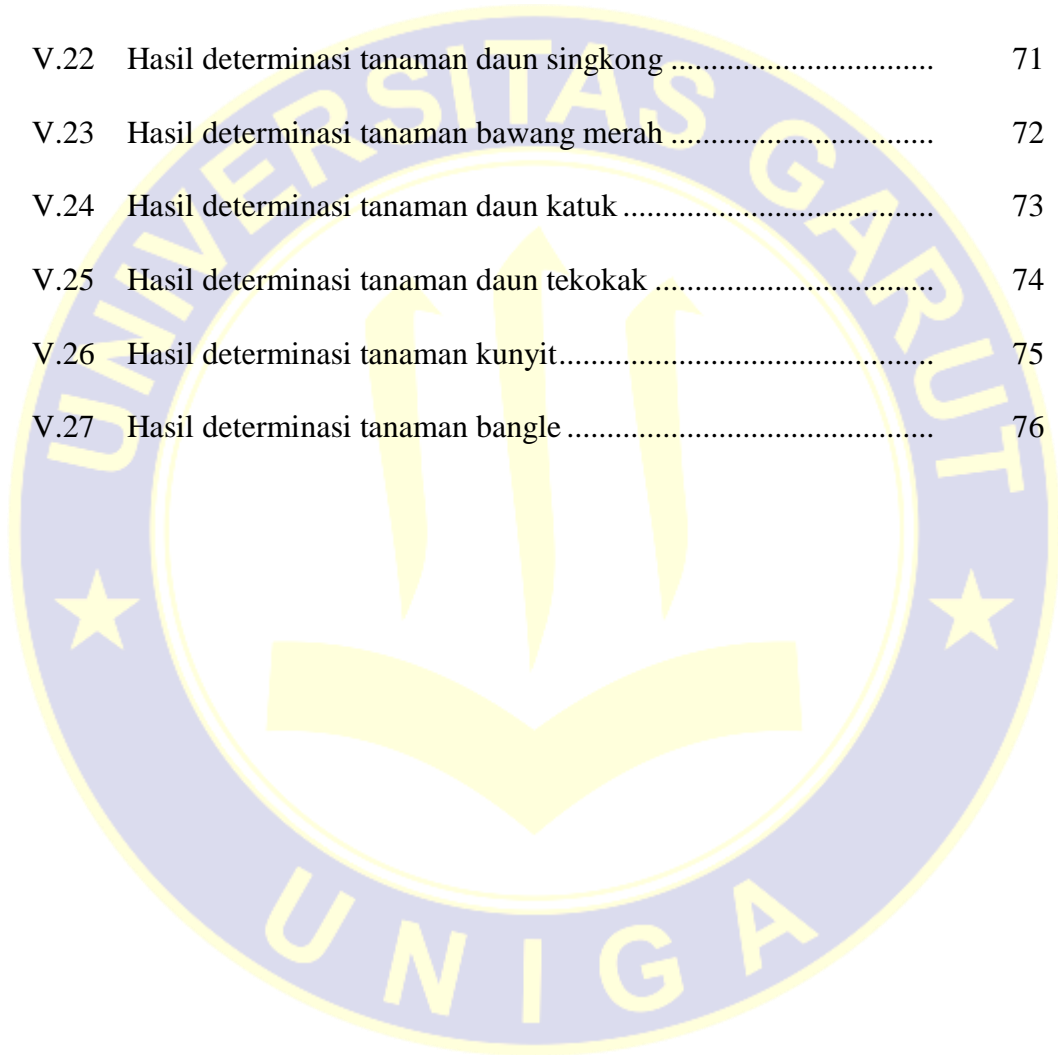 V.22 Hasil determinasi tanaman daun singkong ................................. 71
V.23 Hasil determinasi tanaman bawang merah ................................. 72
V.24 Hasil determinasi tanaman daun katuk ....................................... 73
V.25 Hasil determinasi tanaman daun tekokak ................................... 74
V.26 Hasil determinasi tanaman kunyit............................................... 75
V.27 Hasil determinasi tanaman bangle .............................................. 76
UNIVERSITAS GARUT
UNIGA